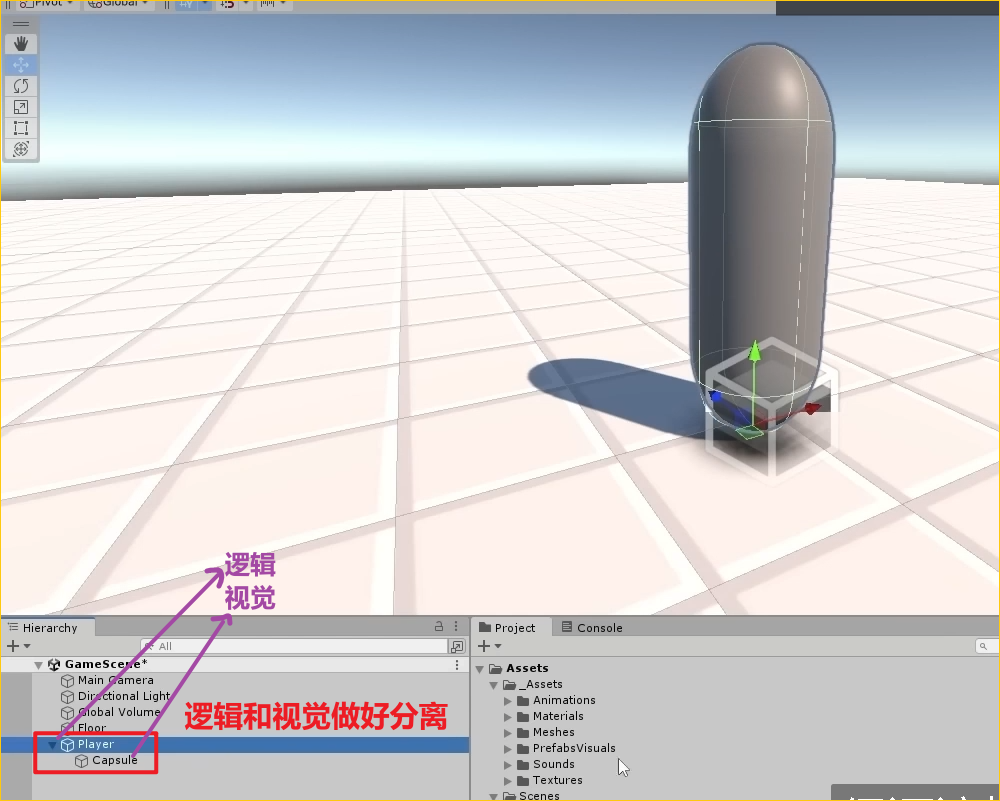 Pivot
Global
逻辑
视觉
Hierarchy
All
GameScene*
Main Camera
Directional Light
Global Volume
Floor
Player
Capsule
逻辑和视觉做好分离
Project
Console
Assets
_Assets
Animations
Materials
Meshes
PrefabsVisuals
Sounds
Textures
Scenes